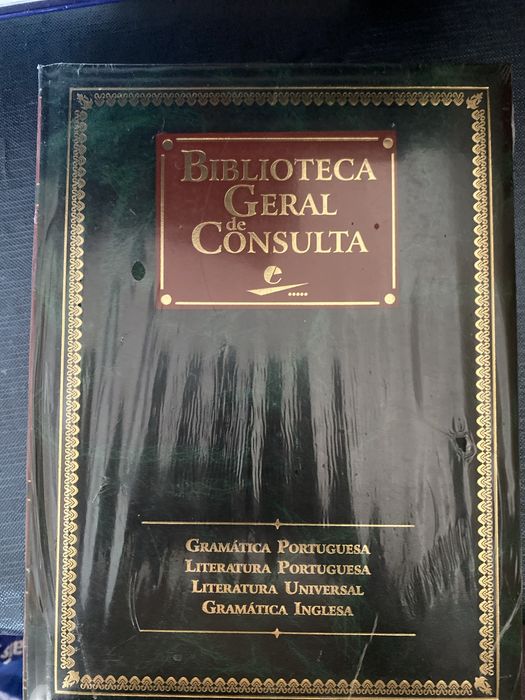 BIBLIOTECA
GERAL
de
CONSULTA
GRAMÁTICA PORTUGUESA
LITERATURA PORTUGUESA
LITERATURA UNIVERSAL
GRAMÁTICA INGLESA